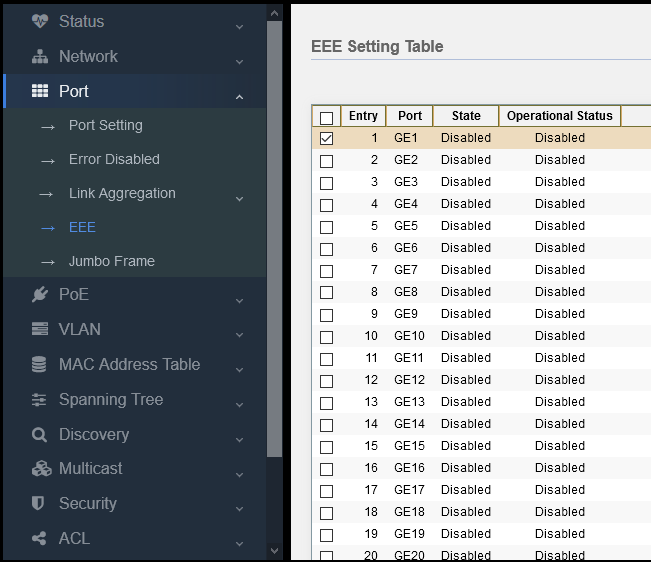 Status
Network
Port
Port Setting
Error Disabled
Link Aggregation
EEE
Jumbo Frame
PoE
VLAN
MAC Address Table
Spanning Tree
Discovery
Multicast
Security
ACL
EEE Setting Table
Entry Port State Operational Status
1 GE1 Disabled Disabled
2 GE2 Disabled Disabled
3 GE3 Disabled Disabled
4 GE4 Disabled Disabled
5 GE5 Disabled Disabled
6 GE6 Disabled Disabled
7 GE7 Disabled Disabled
8 GE8 Disabled Disabled
9 GE9 Disabled Disabled
10 GE10 Disabled Disabled
11 GE11 Disabled Disabled
12 GE12 Disabled Disabled
13 GE13 Disabled Disabled
14 GE14 Disabled Disabled
15 GE15 Disabled Disabled
16 GE16 Disabled Disabled
17 GE17 Disabled Disabled
18 GE18 Disabled Disabled
19 GE19 Disabled Disabled
20 GE20 Disabled Disabled